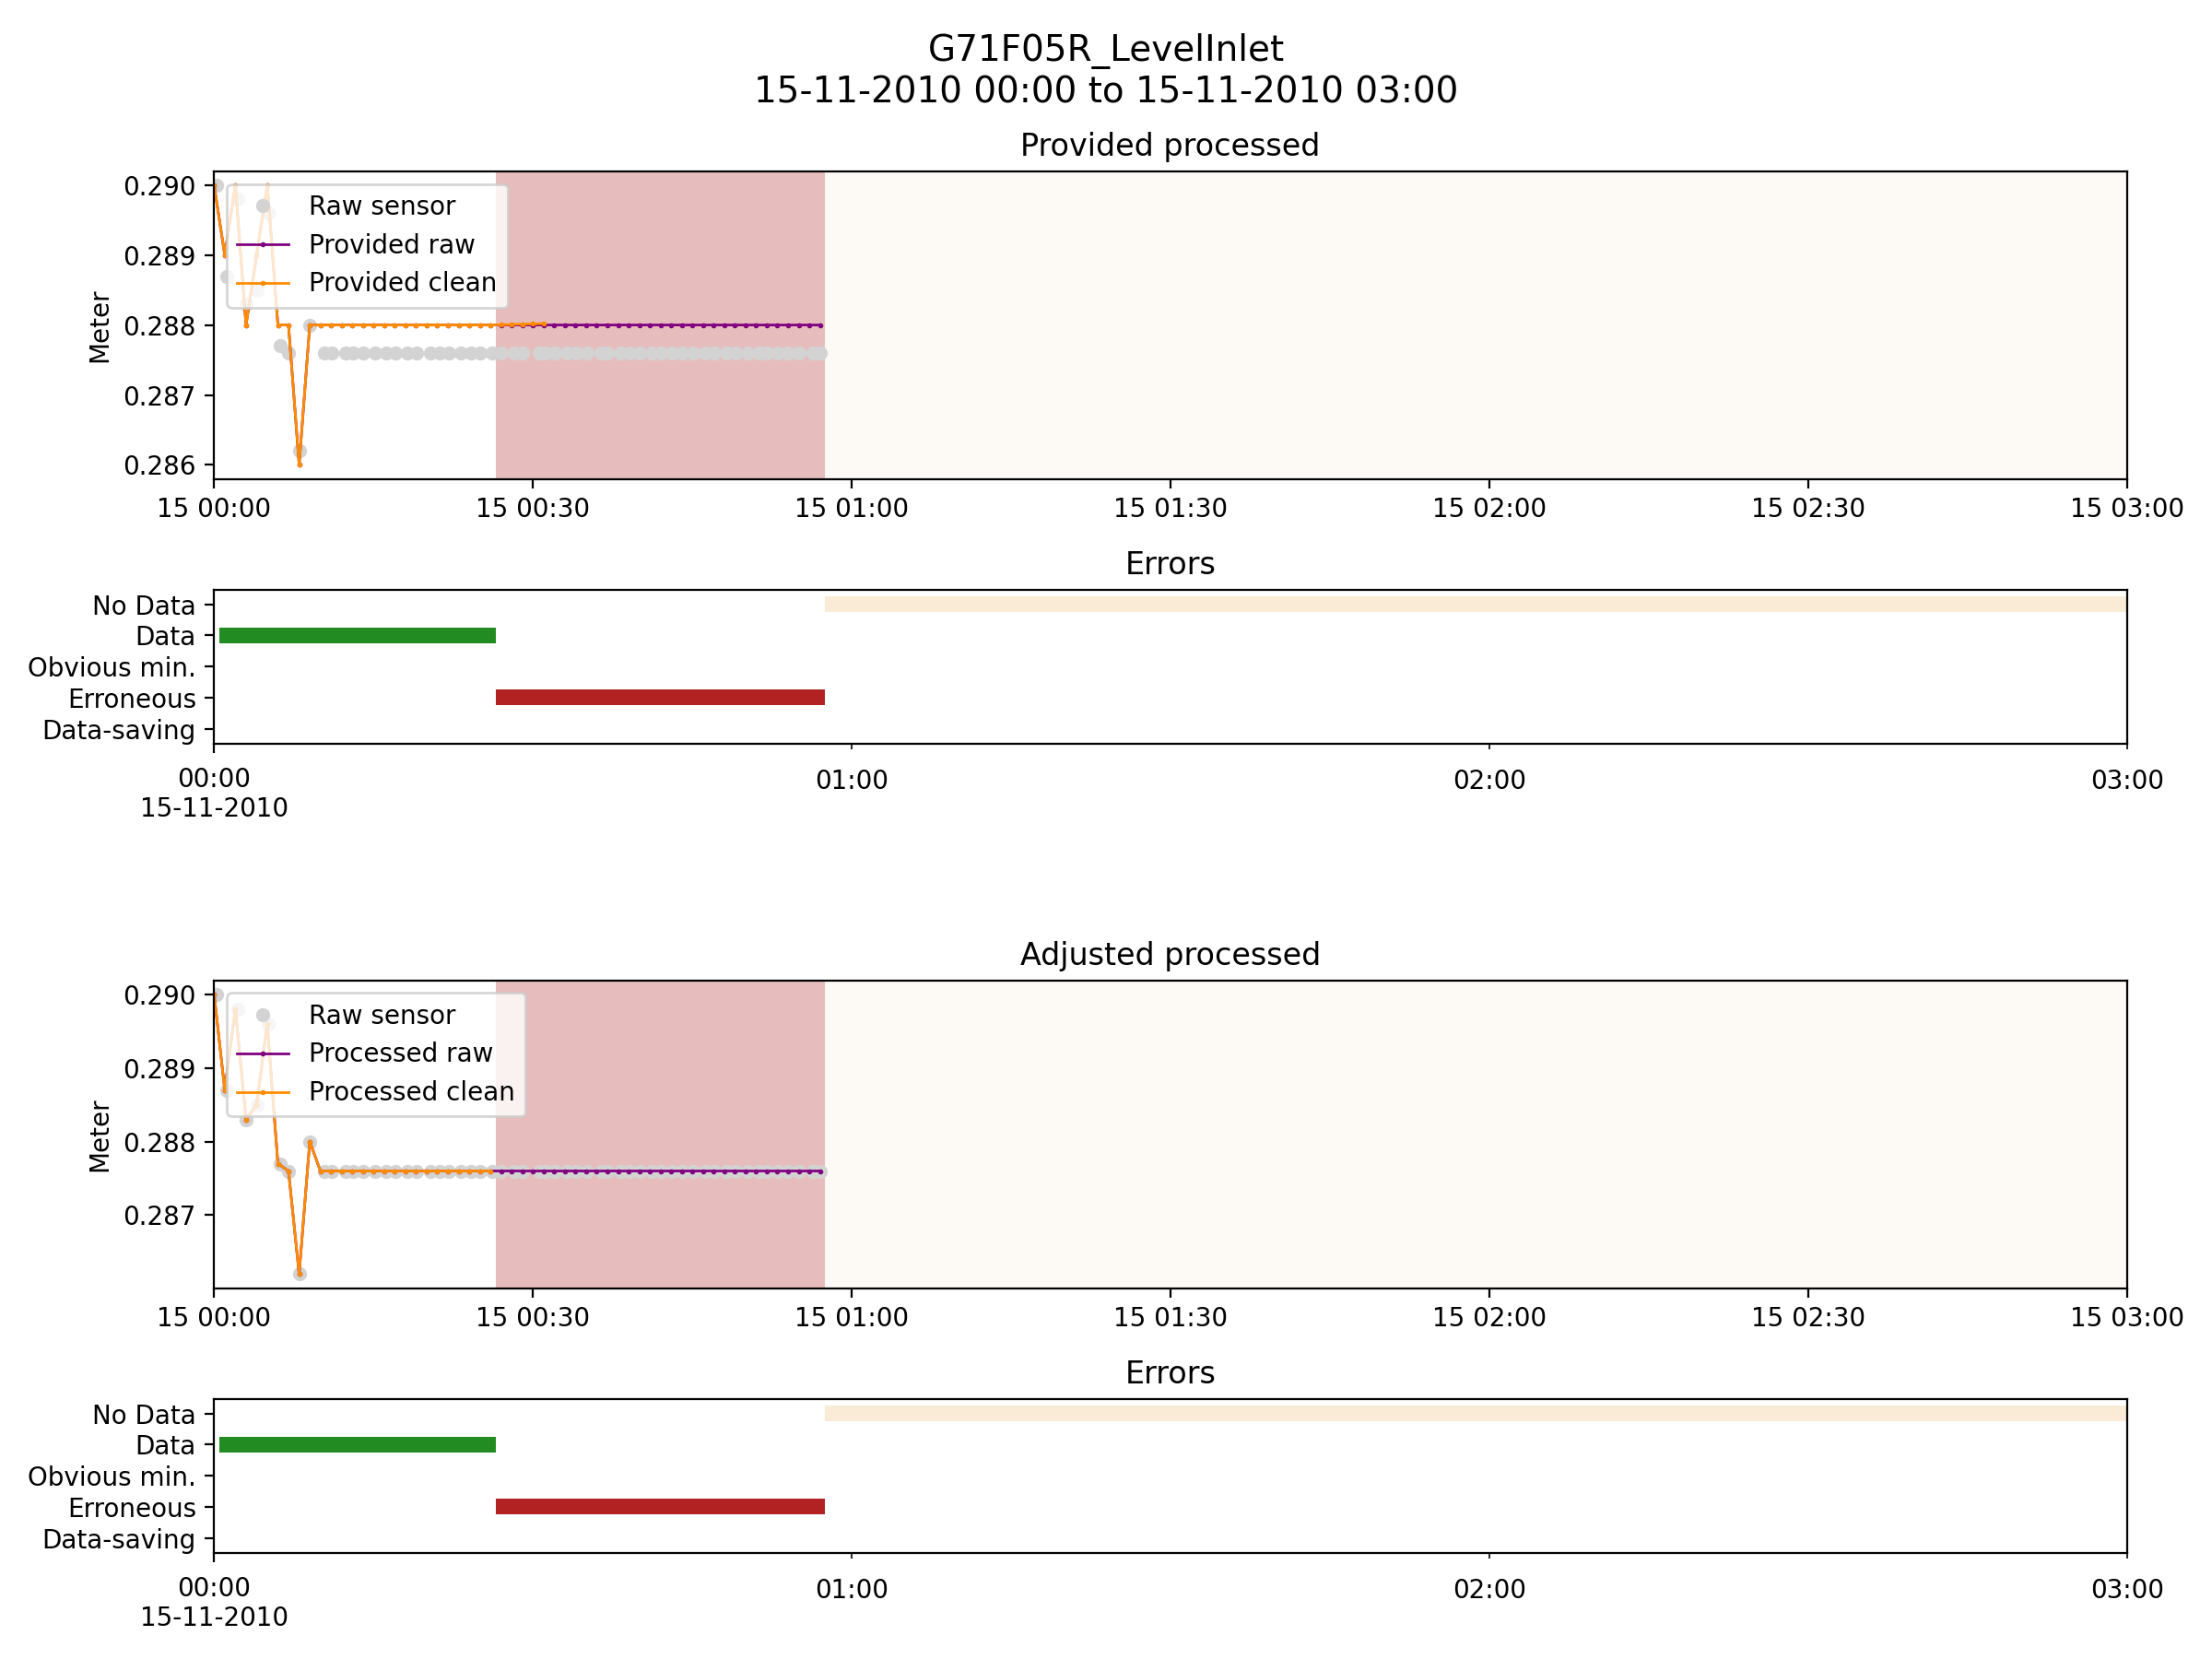 G71F05R_LevelInlet
15-11-2010 00:00 to 15-11-2010 03:00
Provided processed
0.290
0.289
0.288
0.287
0.286
Meter
Raw sensor
Provided raw
Provided clean
15 00:00 15 00:30 15 01:00 15 01:30 15 02:00 15 02:30 15 03:00
Errors
No Data
Data
Obvious min.
Erroneous
Data-saving
00:00 01:00 02:00 03:00
15-11-2010
Adjusted processed
0.290
0.289
0.288
0.287
Meter
Raw sensor
Processed raw
Processed clean
15 00:00 15 00:30 15 01:00 15 01:30 15 02:00 15 02:30 15 03:00
Errors
No Data
Data
Obvious min.
Erroneous
Data-saving
00:00 01:00 02:00 03:00
15-11-2010